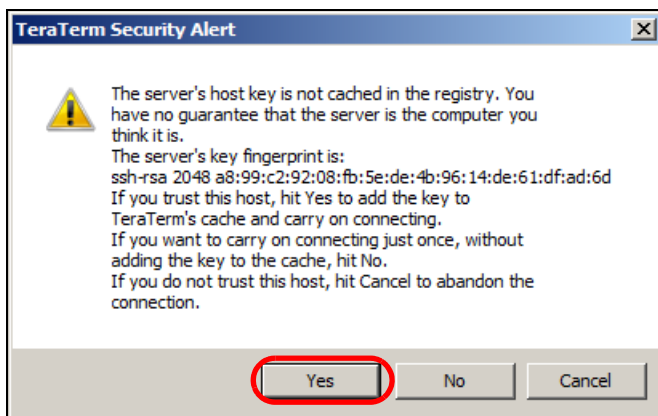 TeraTerm Security Alert
The server's host key is not cached in the registry. You
have no guarantee that the server is the computer you
think it is.
The server's key fingerprint is:
ssh-rsa 2048 a8:99:c2:92:08:fb:5e:de:4b:96:14:de:61:df:ad:6d
If you trust this host, hit Yes to add the key to
TeraTerm's cache and carry on connecting.
If you want to carry on connecting just once, without
adding the key to the cache, hit No.
If you do not trust this host, hit Cancel to abandon the
connection.
Yes No Cancel